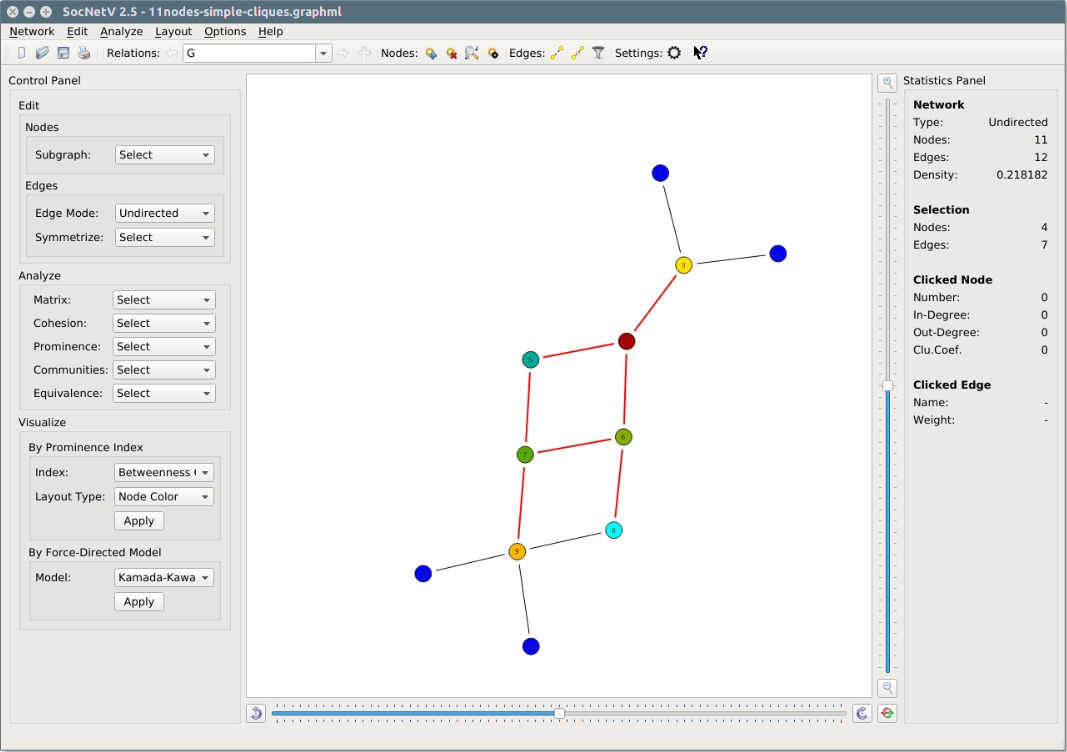 SocNetV 2.5 - 11nodes-simple-cliques.graphml
Network Edit Analyze Layout Options Help
Relations: G Nodes: Edges: Settings:
Control Panel
Edit
Nodes
Subgraph: Select
Edges
Edge Mode: Undirected
Symmetrize: Select
Analyze
Matrix: Select
Cohesion: Select
Prominence: Select
Communities: Select
Equivalence: Select
Visualize
By Prominence Index
Index: Betweenness
Layout Type: Node Color
Apply
By Force-Directed Model
Model: Kamada-Kawa
Apply
3
5
6
7
8
9
Statistics Panel
Network
Type: Undirected
Nodes: 11
Edges: 12
Density: 0.218182
Selection
Nodes: 4
Edges: 7
Clicked Node
Number: 0
In-Degree: 0
Out-Degree: 0
Clu.Coef. 0
Clicked Edge
Name: -
Weight: -